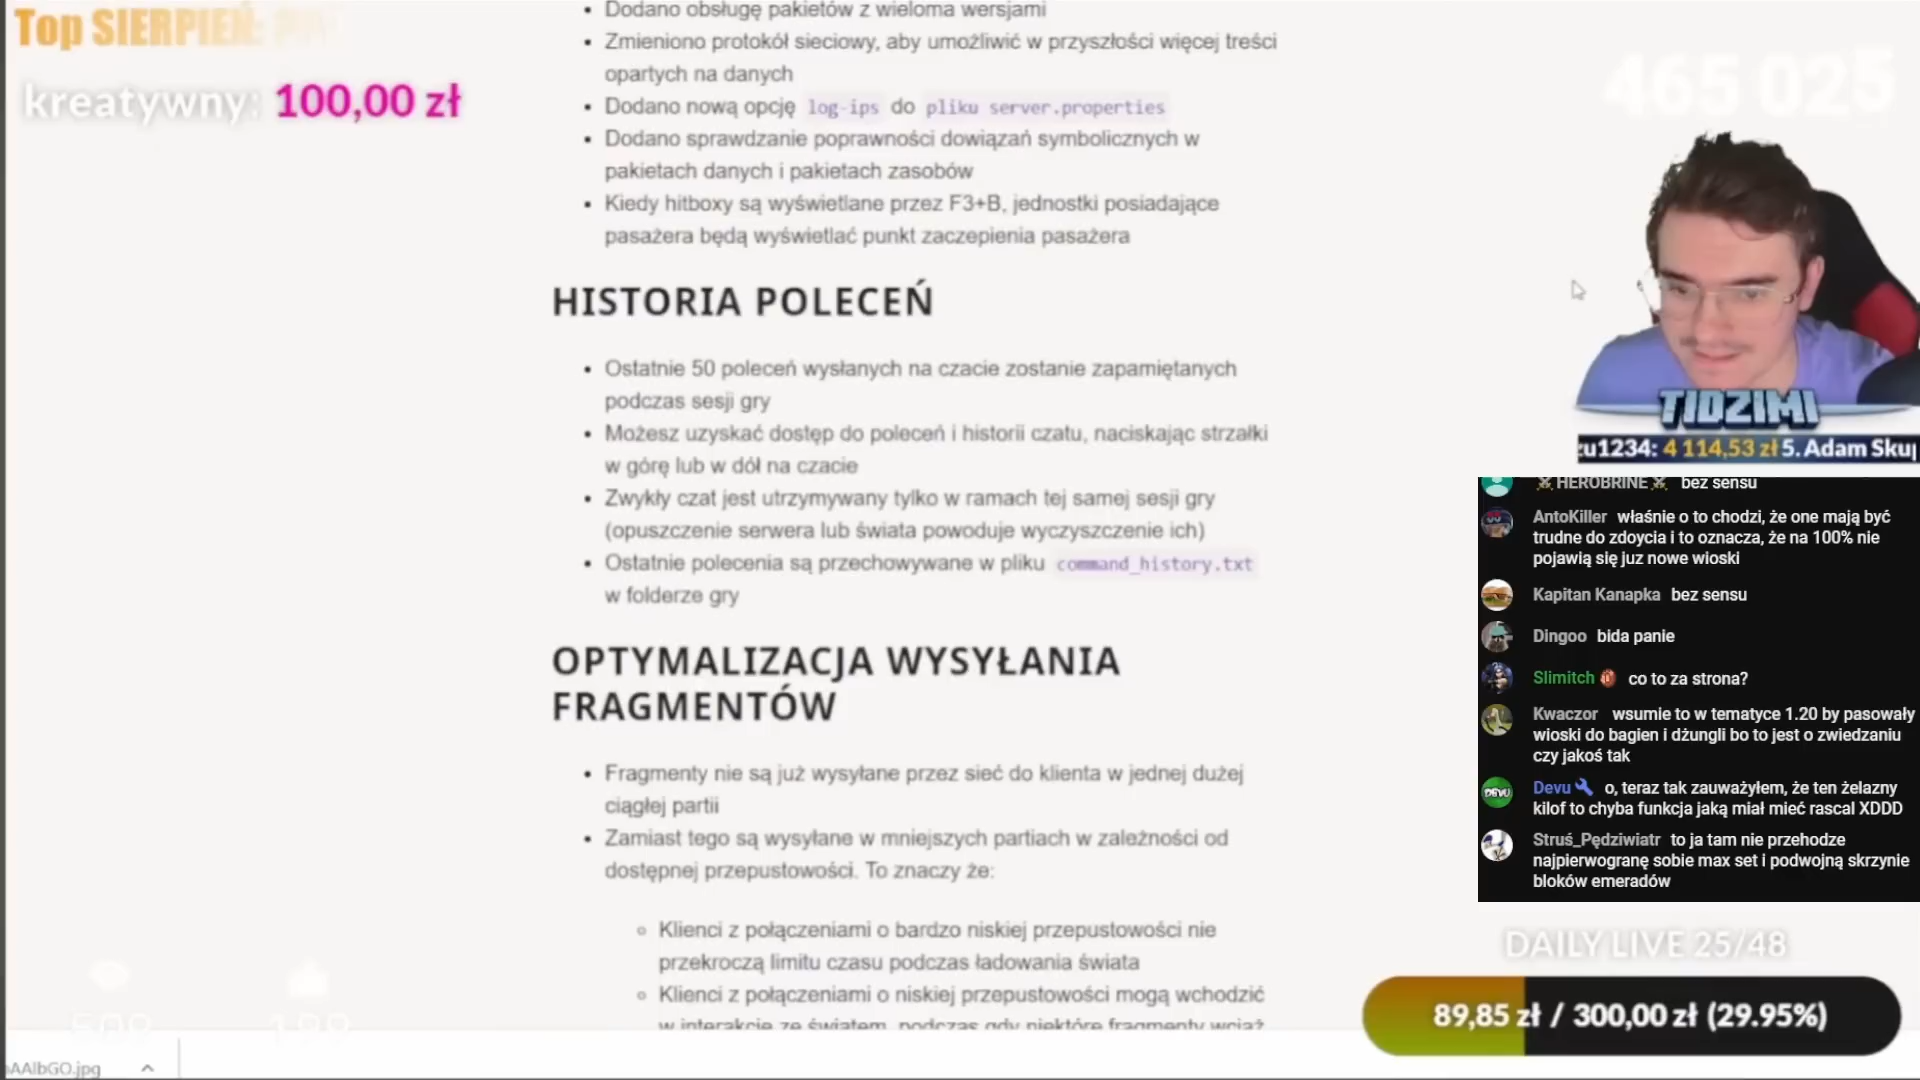 Top SIERPIEŃ:
kreatywny: 100,00 zł
Dodano obsługę pakietów z wieloma wersjami
Zmieniono protokół sieciowy, aby umożliwić w przyszłości więcej treści
opartych na danych
Dodano nową opcję log-ips do pliku server.properties
Dodano sprawdzanie poprawności dowiązań symbolicznych w
pakietach danych i pakietach zasobów
Kiedy hitboxy są wyświetlane przez F3+B, jednostki posiadające
pasażera będą wyświetlać punkt zaczepienia pasażera
HISTORIA POLECEŃ
Ostatnie 50 poleceń wysłanych na czacie zostanie zapamiętanych
podczas sesji gry
Możesz uzyskać dostęp do poleceń i historii czatu, naciskając strzałki
w górę lub w dół na czacie
Zwykły czat jest utrzymywany tylko w ramach tej samej sesji gry
(opuszczenie serwera lub świata powoduje wyczyszczenie ich)
Ostatnie polecenia są przechowywane w pliku command_history.txt
w folderze gry
OPTYMALIZACJA WYSYŁANIA
FRAGMENTÓW
Fragmenty nie są już wysyłane przez sieć do klienta w jednej dużej
ciągłej partii
Zamiast tego są wysyłane w mniejszych partiach w zależności od
dostępnej przepustowości. To znaczy że:
Klienci z połączeniami o bardzo niskiej przepustowości nie
przekroczą limitu czasu podczas ładowania świata
Klienci z połączeniami o niskiej przepustowości mogą wchodzić
w interakcję ze światem, podczas gdy niektóre fragmenty wciąż
AAlbGO.jpg
465 025
TIDZIMI
zu1234: 4 114,53 zł 5. Adam Skup
HEROBRINE bez sensu
AntoKiller właśnie o to chodzi, że one mają być
trudne do zdoycia i to oznacza, że na 100% nie
pojawią się juz nowe wioski
Kapitan Kanapka bez sensu
Dingoo bida panie
Slimitch co to za strona?
Kwaczor wsumie to w tematyce 1.20 by pasowały
wioski do bagien i dżungli bo to jest o zwiedzaniu
czy jakoś tak
Devu o, teraz tak zauważyłem, że ten żelazny
kilof to chyba funkcja jaką miał mieć rascal XDDD
Struś_Pędziwiatr to ja tam nie przehodze
najpierwogranę sobie max set i podwojną skrzynie
bloków emeradów
DAILY LIVE 25/48
89,85 zł / 300,00 zł (29.95%)